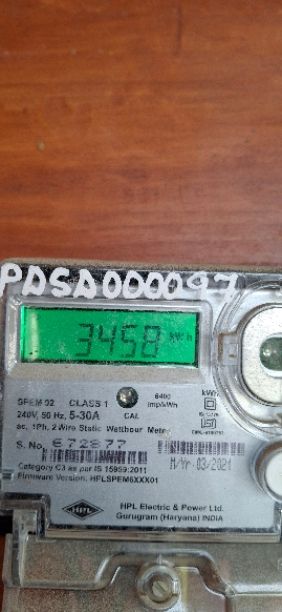 PDSD0000097
3458 kWh
SPEM 02 CLASS 1
6400 imp/kWh
kWh
240V, 50 Hz, 5-30A CAL
ac, 1Ph, 2 Wire Static Watthour Meter
S. No. 672877
M/Yr. 03/2021
Category C3 as per IS 15959:2011
Firmware Version: HPLSPEM6XXX01
HPL
HPL Electric & Power Ltd.
Gurugram (Haryana) INDIA